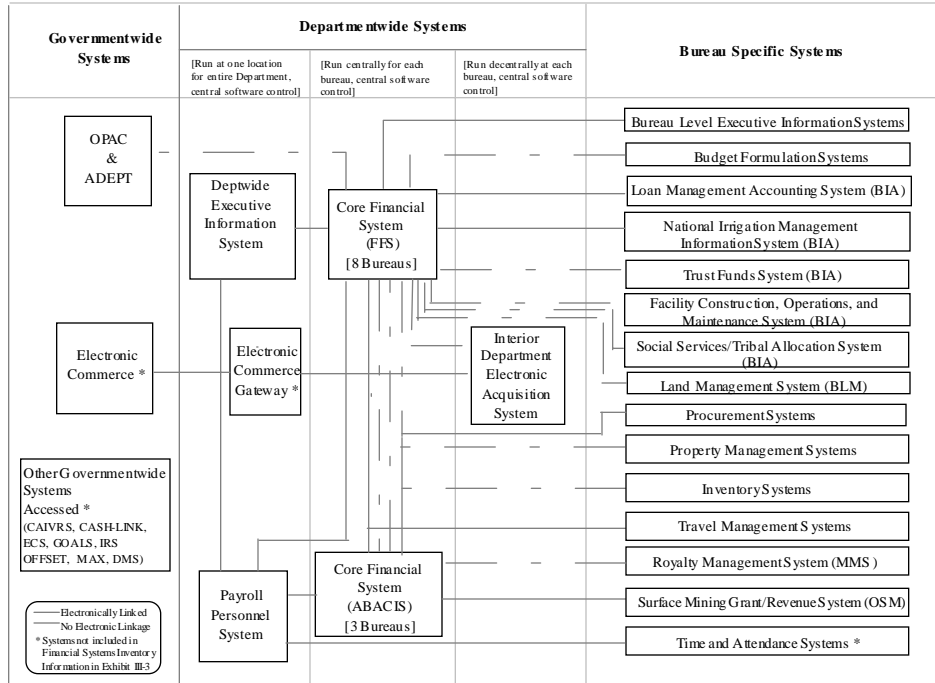 Governmentwide
Systems
Departmentwide Systems
Bureau Specific Systems
[Run at one location
for entire Department,
central software control]
[Run centrally for each
bureau, central software
control]
[Run decentrally at each
bureau, central software
control]
OPAC
&
ADEPT
Deptwide
Executive
Information
System
Core Financial
System
(FFS)
[8 Bureaus]
Bureau Level Executive Information Systems
Budget Formulation Systems
Loan Management Accounting System (BIA)
National Irrigation Management
Information System (BIA)
Trust Funds System (BIA)
Facility Construction, Operations, and
Maintenance System (BIA)
Social Services/Tribal Allocation System
(BIA)
Land Management System (BLM)
Electronic
Commerce *
Electronic
Commerce
Gateway *
Interior
Department
Electronic
Acquisition
System
Procurement Systems
Property Management Systems
Inventory Systems
Travel Management Systems
Royalty Management System (MMS)
Surface Mining Grant/Revenue System (OSM)
Time and Attendance Systems *
Other Governmentwide
Systems
Accessed *
(CAIVRS, CASH-LINK,
ECS, GOALS, IRS
OFFSET, MAX, DMS)
Payroll
Personnel
System
Core Financial
System
(ABACIS)
[3 Bureaus]
Electronically Linked
No Electronic Linkage
* Systems not included in
Financial Systems Inventory
Information in Exhibit III-3